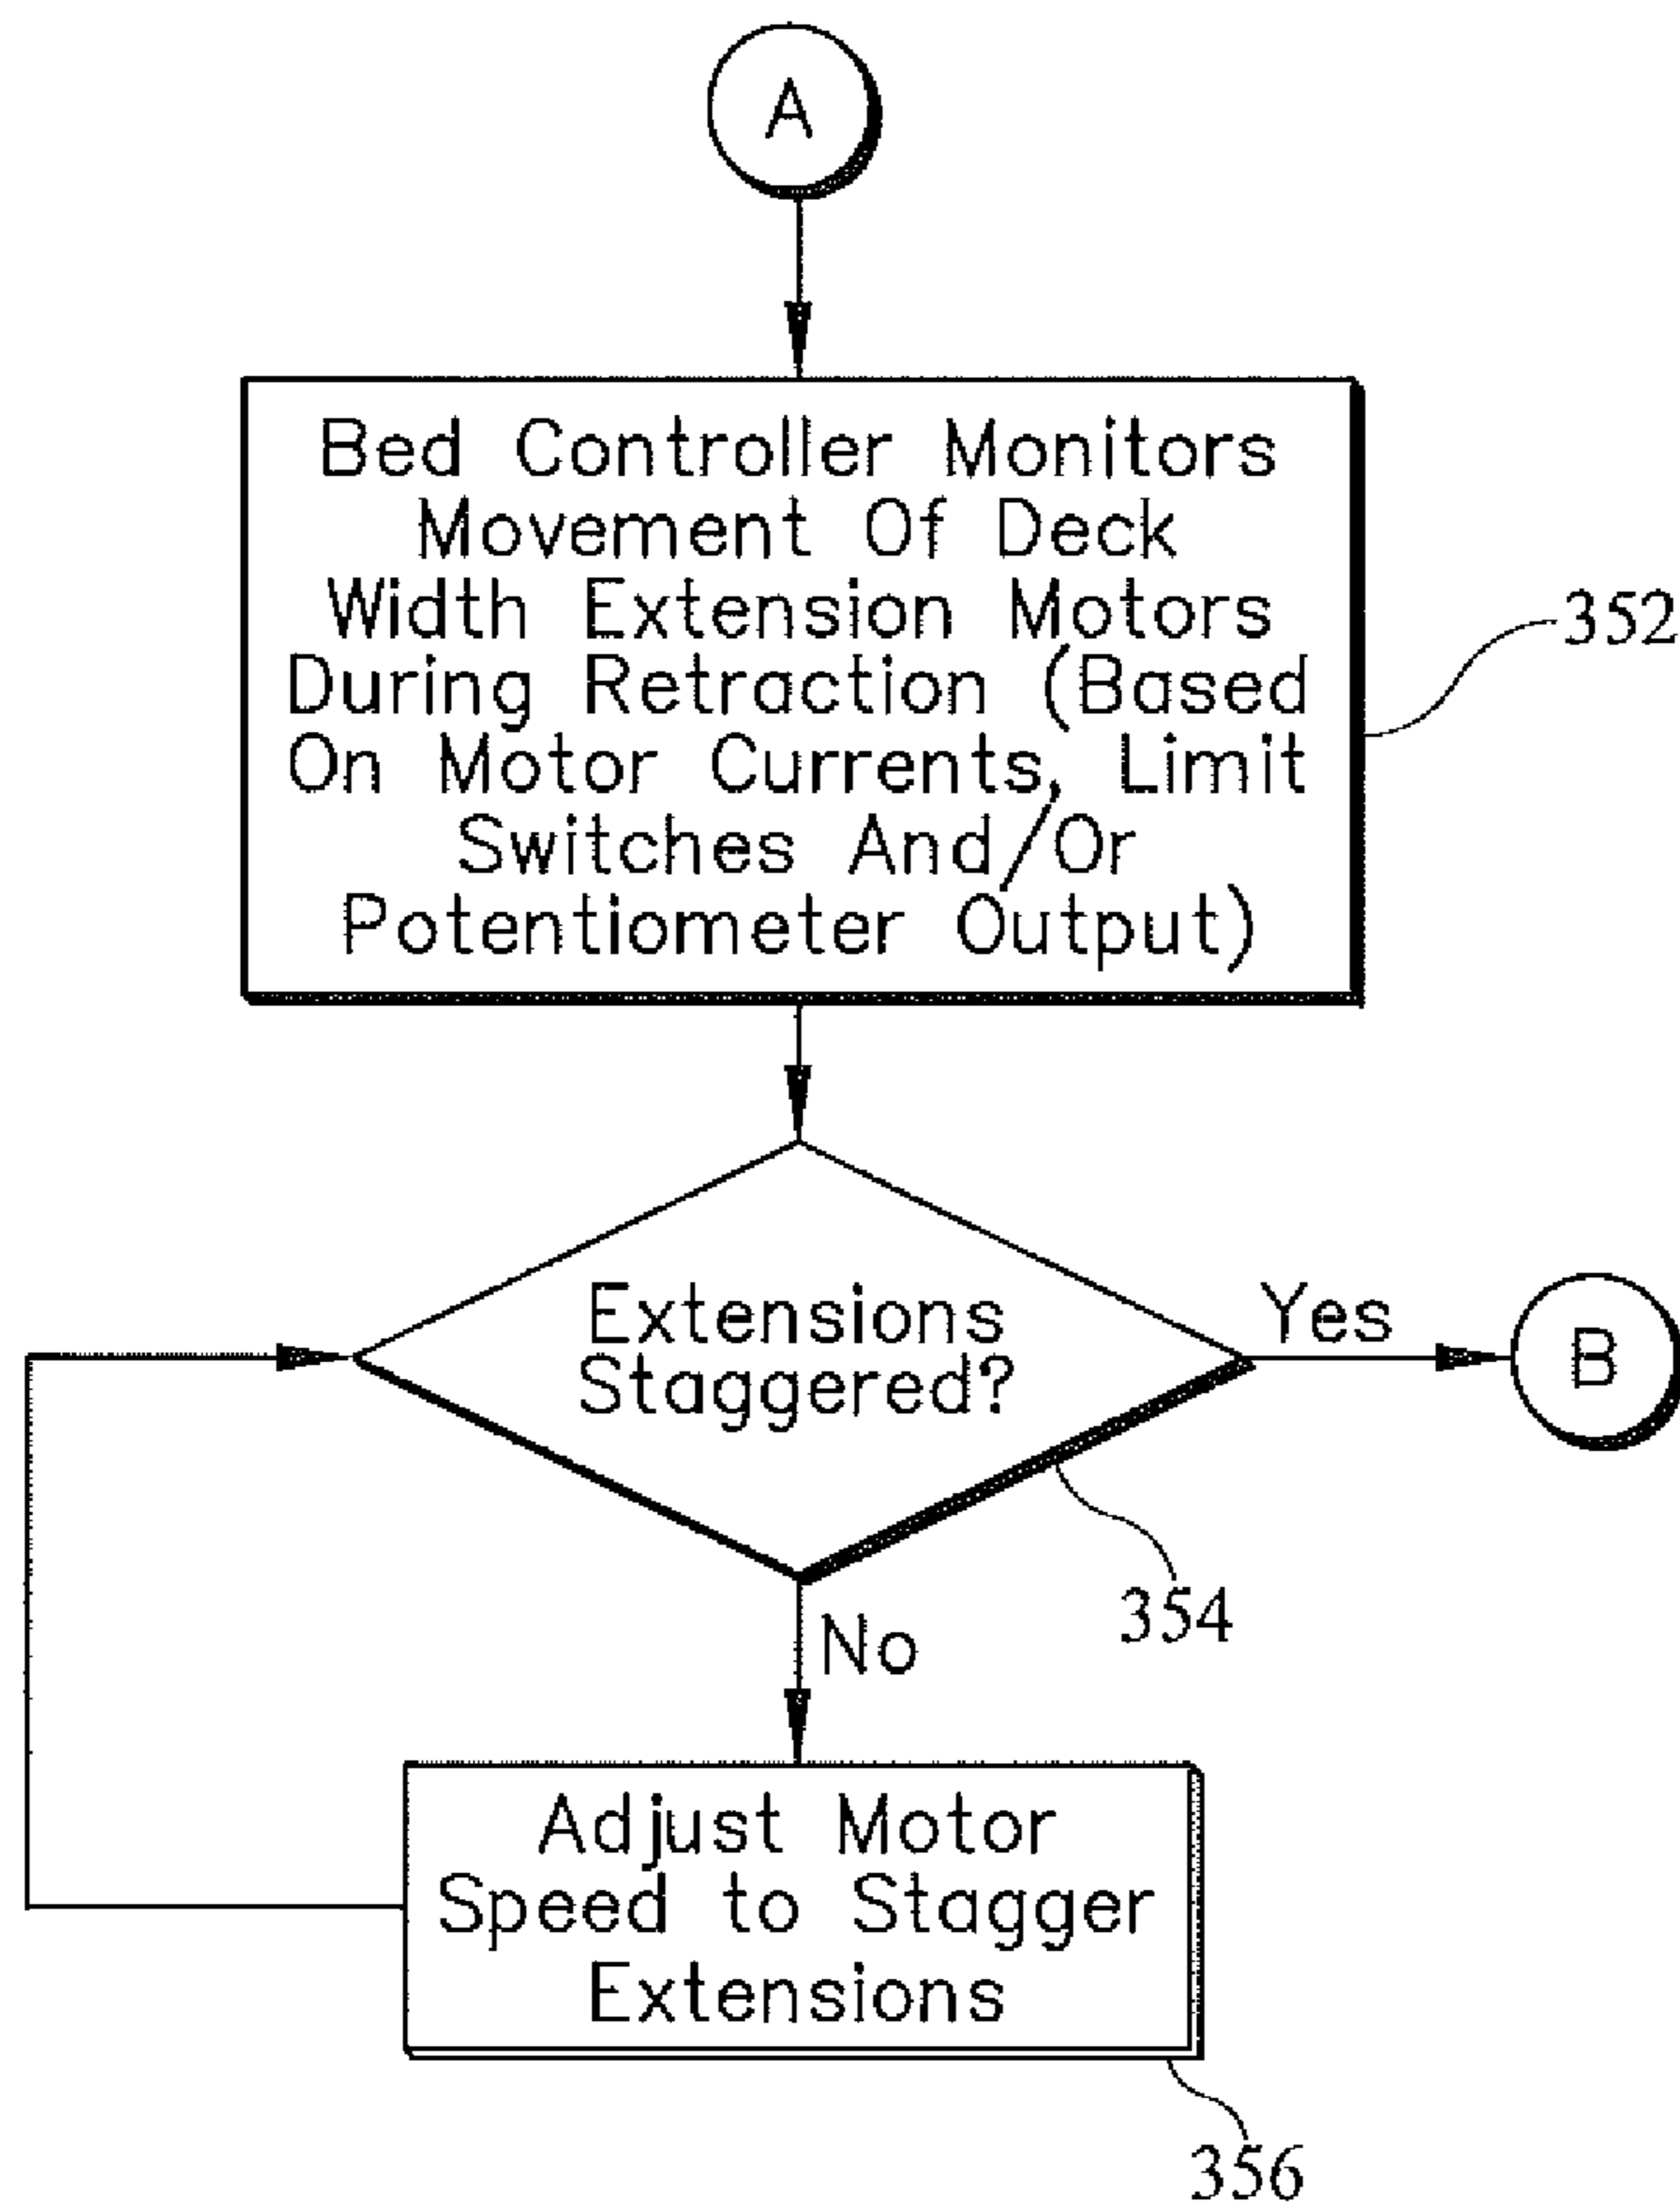 A
Bed Controller Monitors
Movement Of Deck
Width Extension Motors
During Retraction (Based
On Motor Currents, Limit
Switches And/Or
Potentiometer Output)
352
Extensions
Staggered?
Yes
B
354
No
Adjust Motor
Speed to Stagger
Extensions
356